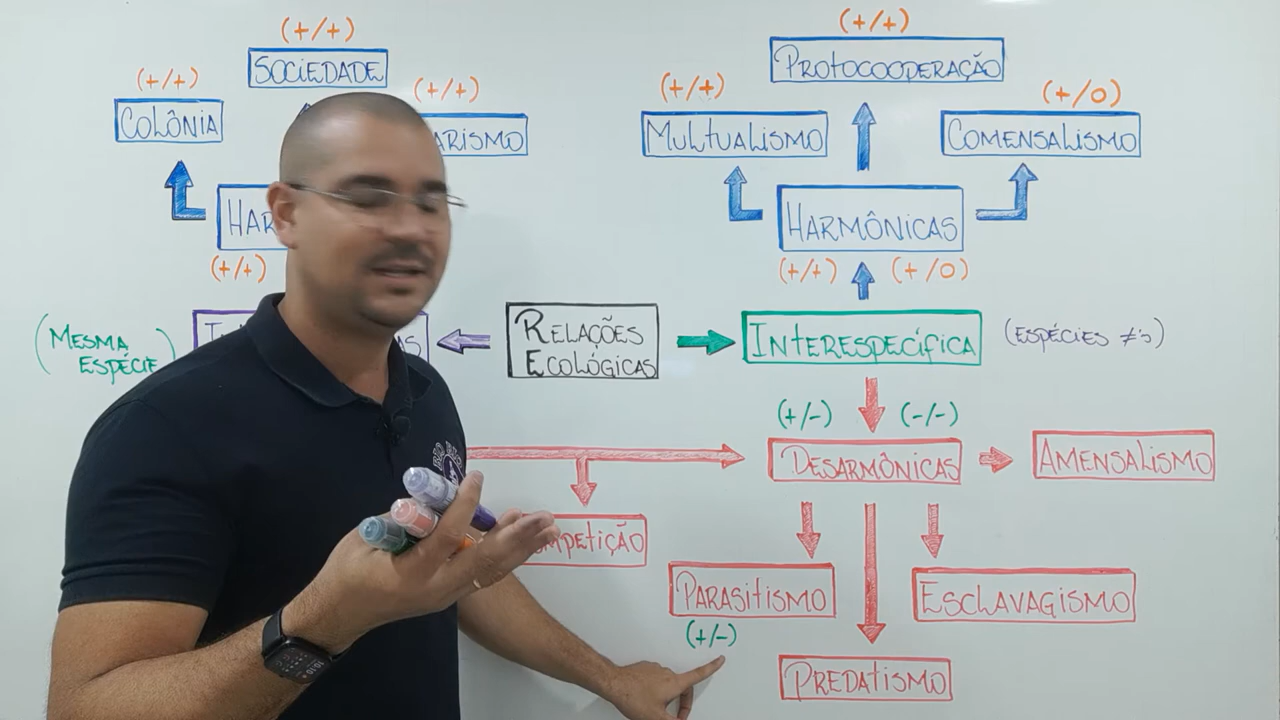 (+/+)
SOCIEDADE
(+/+)
COLÔNIA
(+/+)
(+/+)
(MESMA
ESPÉCIE)
RELAÇÕES
ECOLÓGICAS
(+/+)
PROTOCOOPERAÇÃO
(+/+)
MULTUALISMO
(+/0)
COMENSALISMO
HARMÔNICAS
(+/+) (+/0)
INTERESPECÍFICA
(ESPÉCIES ≠'s)
(+/-) (-/-)
DESARMÔNICAS
AMENSALISMO
PARASITISMO
(+/-)
ESCLAVAGISMO
PREDATISMO